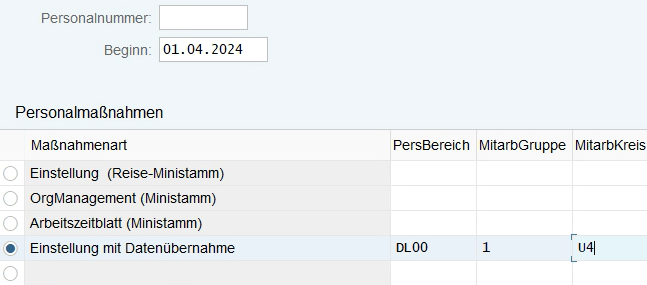 Personalnummer:
Beginn: 01.04.2024
Personalmaßnahmen
Maßnahmenart PersBereich MitarbGruppe MitarbKreis
Einstellung (Reise-Ministamm)
OrgManagement (Ministamm)
Arbeitszeitblatt (Ministamm)
Einstellung mit Datenübernahme DL00 1 U4